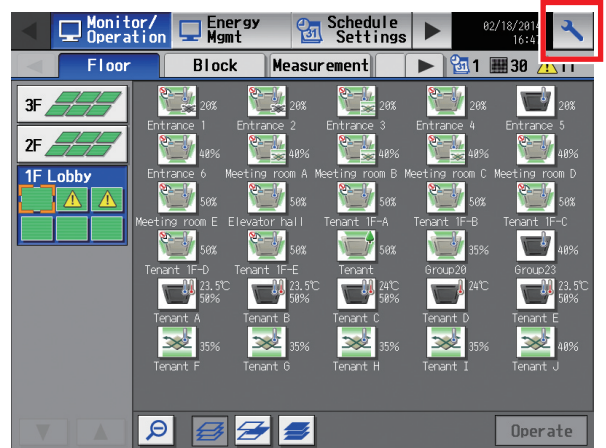 Monitor/ Operation
Energy Mgmt
Schedule Settings
02/18/2014
16:47
Floor
Block
Measurement
1
30
11
3F
2F
1F Lobby
20%
20%
20%
20%
20%
Entrance 1
Entrance 2
Entrance 3
Entrance 4
Entrance 5
40%
40%
40%
40%
40%
Entrance 6
Meeting room A
Meeting room B
Meeting room C
Meeting room D
50%
50%
50%
50%
50%
Meeting room E
Elevator hall
Tenant 1F-A
Tenant 1F-B
Tenant 1F-C
50%
50%
50%
35%
40%
Tenant 1F-D
Tenant 1F-E
Tenant
Group20
Group23
23.5℃
50%
23.5℃
50%
24℃
50%
24℃
23.5℃
50%
Tenant A
Tenant B
Tenant C
Tenant D
Tenant E
35%
35%
35%
35%
40%
Tenant F
Tenant G
Tenant H
Tenant I
Tenant J
Operate